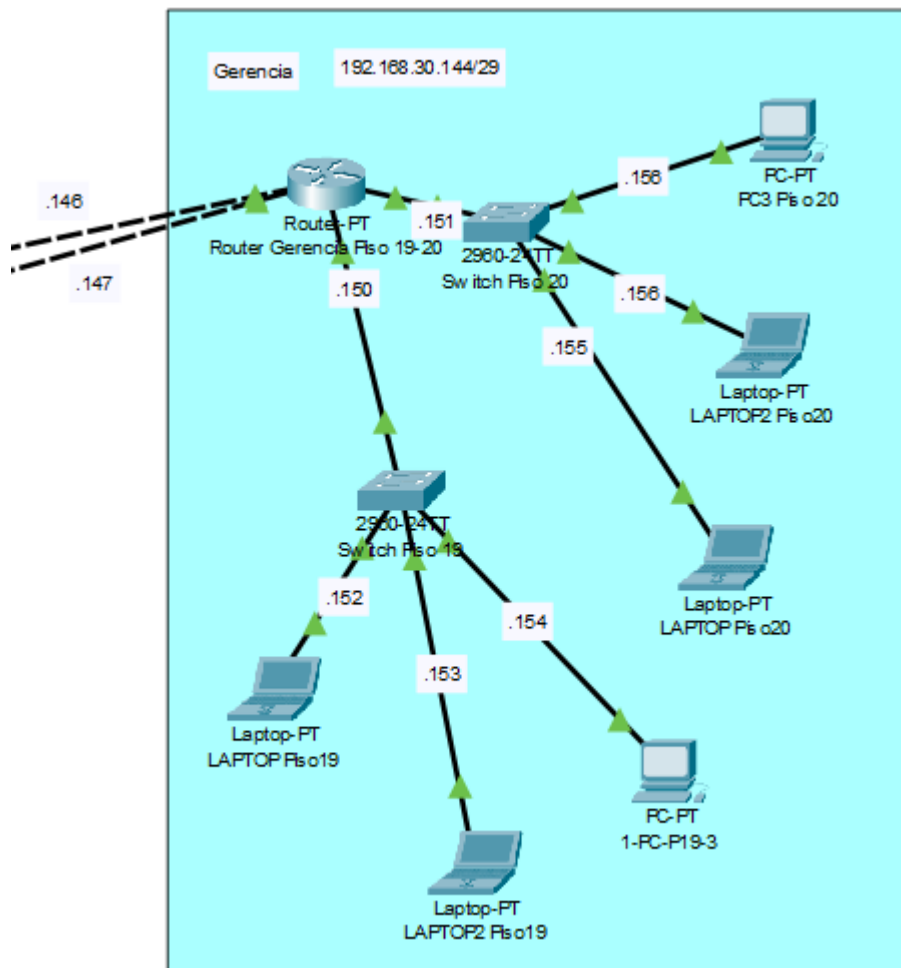 Gerencia
192.168.30.144/29
PC-PT
PC3 Piso 20
.156
.146
Router-PT
Router Gerencia Piso 19-20
.151
2960-24TT
Switch Piso 20
.147
.150
.156
.155
Laptop-PT
LAPTOP2 Piso20
2960-24TT
Switch Piso 19
Laptop-PT
LAPTOP Piso20
.152
.154
.153
Laptop-PT
LAPTOP Piso19
PC-PT
1-PC-P19-3
Laptop-PT
LAPTOP2 Piso19